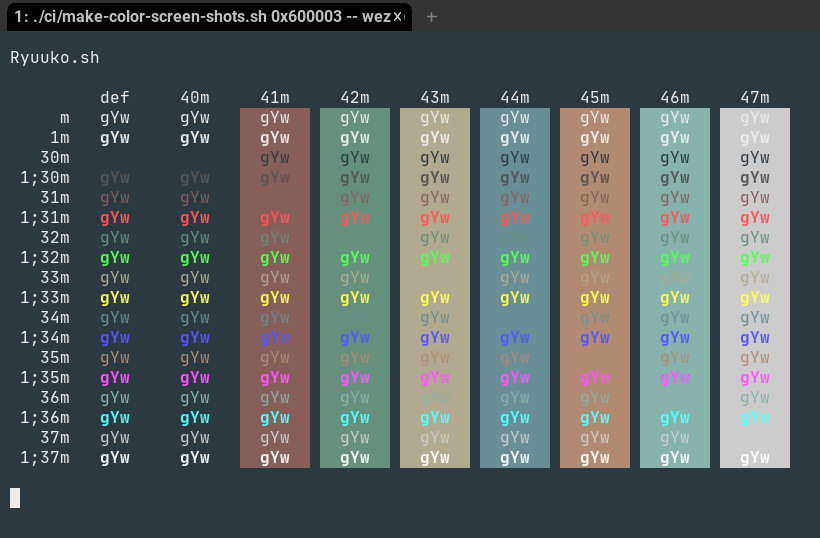 1: ./ci/make-color-screen-shots.sh 0x600003 -- wez
Ryuuko.sh
def 40m 41m 42m 43m 44m 45m 46m 47m
m gYw gYw gYw gYw gYw gYw gYw gYw gYw
1m gYw gYw gYw gYw gYw gYw gYw gYw gYw
30m gYw gYw gYw gYw gYw gYw gYw
1;30m gYw gYw gYw gYw gYw gYw gYw gYw gYw
31m gYw gYw gYw gYw gYw gYw gYw gYw
1;31m gYw gYw gYw gYw gYw gYw gYw gYw gYw
32m gYw gYw gYw gYw gYw gYw gYw gYw
1;32m gYw gYw gYw gYw gYw gYw gYw gYw gYw
33m gYw gYw gYw gYw gYw gYw gYw gYw
1;33m gYw gYw gYw gYw gYw gYw gYw gYw gYw
34m gYw gYw gYw gYw gYw gYw gYw gYw
1;34m gYw gYw gYw gYw gYw gYw gYw gYw gYw
35m gYw gYw gYw gYw gYw gYw gYw gYw
1;35m gYw gYw gYw gYw gYw gYw gYw gYw gYw
36m gYw gYw gYw gYw gYw gYw gYw gYw
1;36m gYw gYw gYw gYw gYw gYw gYw gYw gYw
37m gYw gYw gYw gYw gYw gYw gYw gYw
1;37m gYw gYw gYw gYw gYw gYw gYw gYw gYw